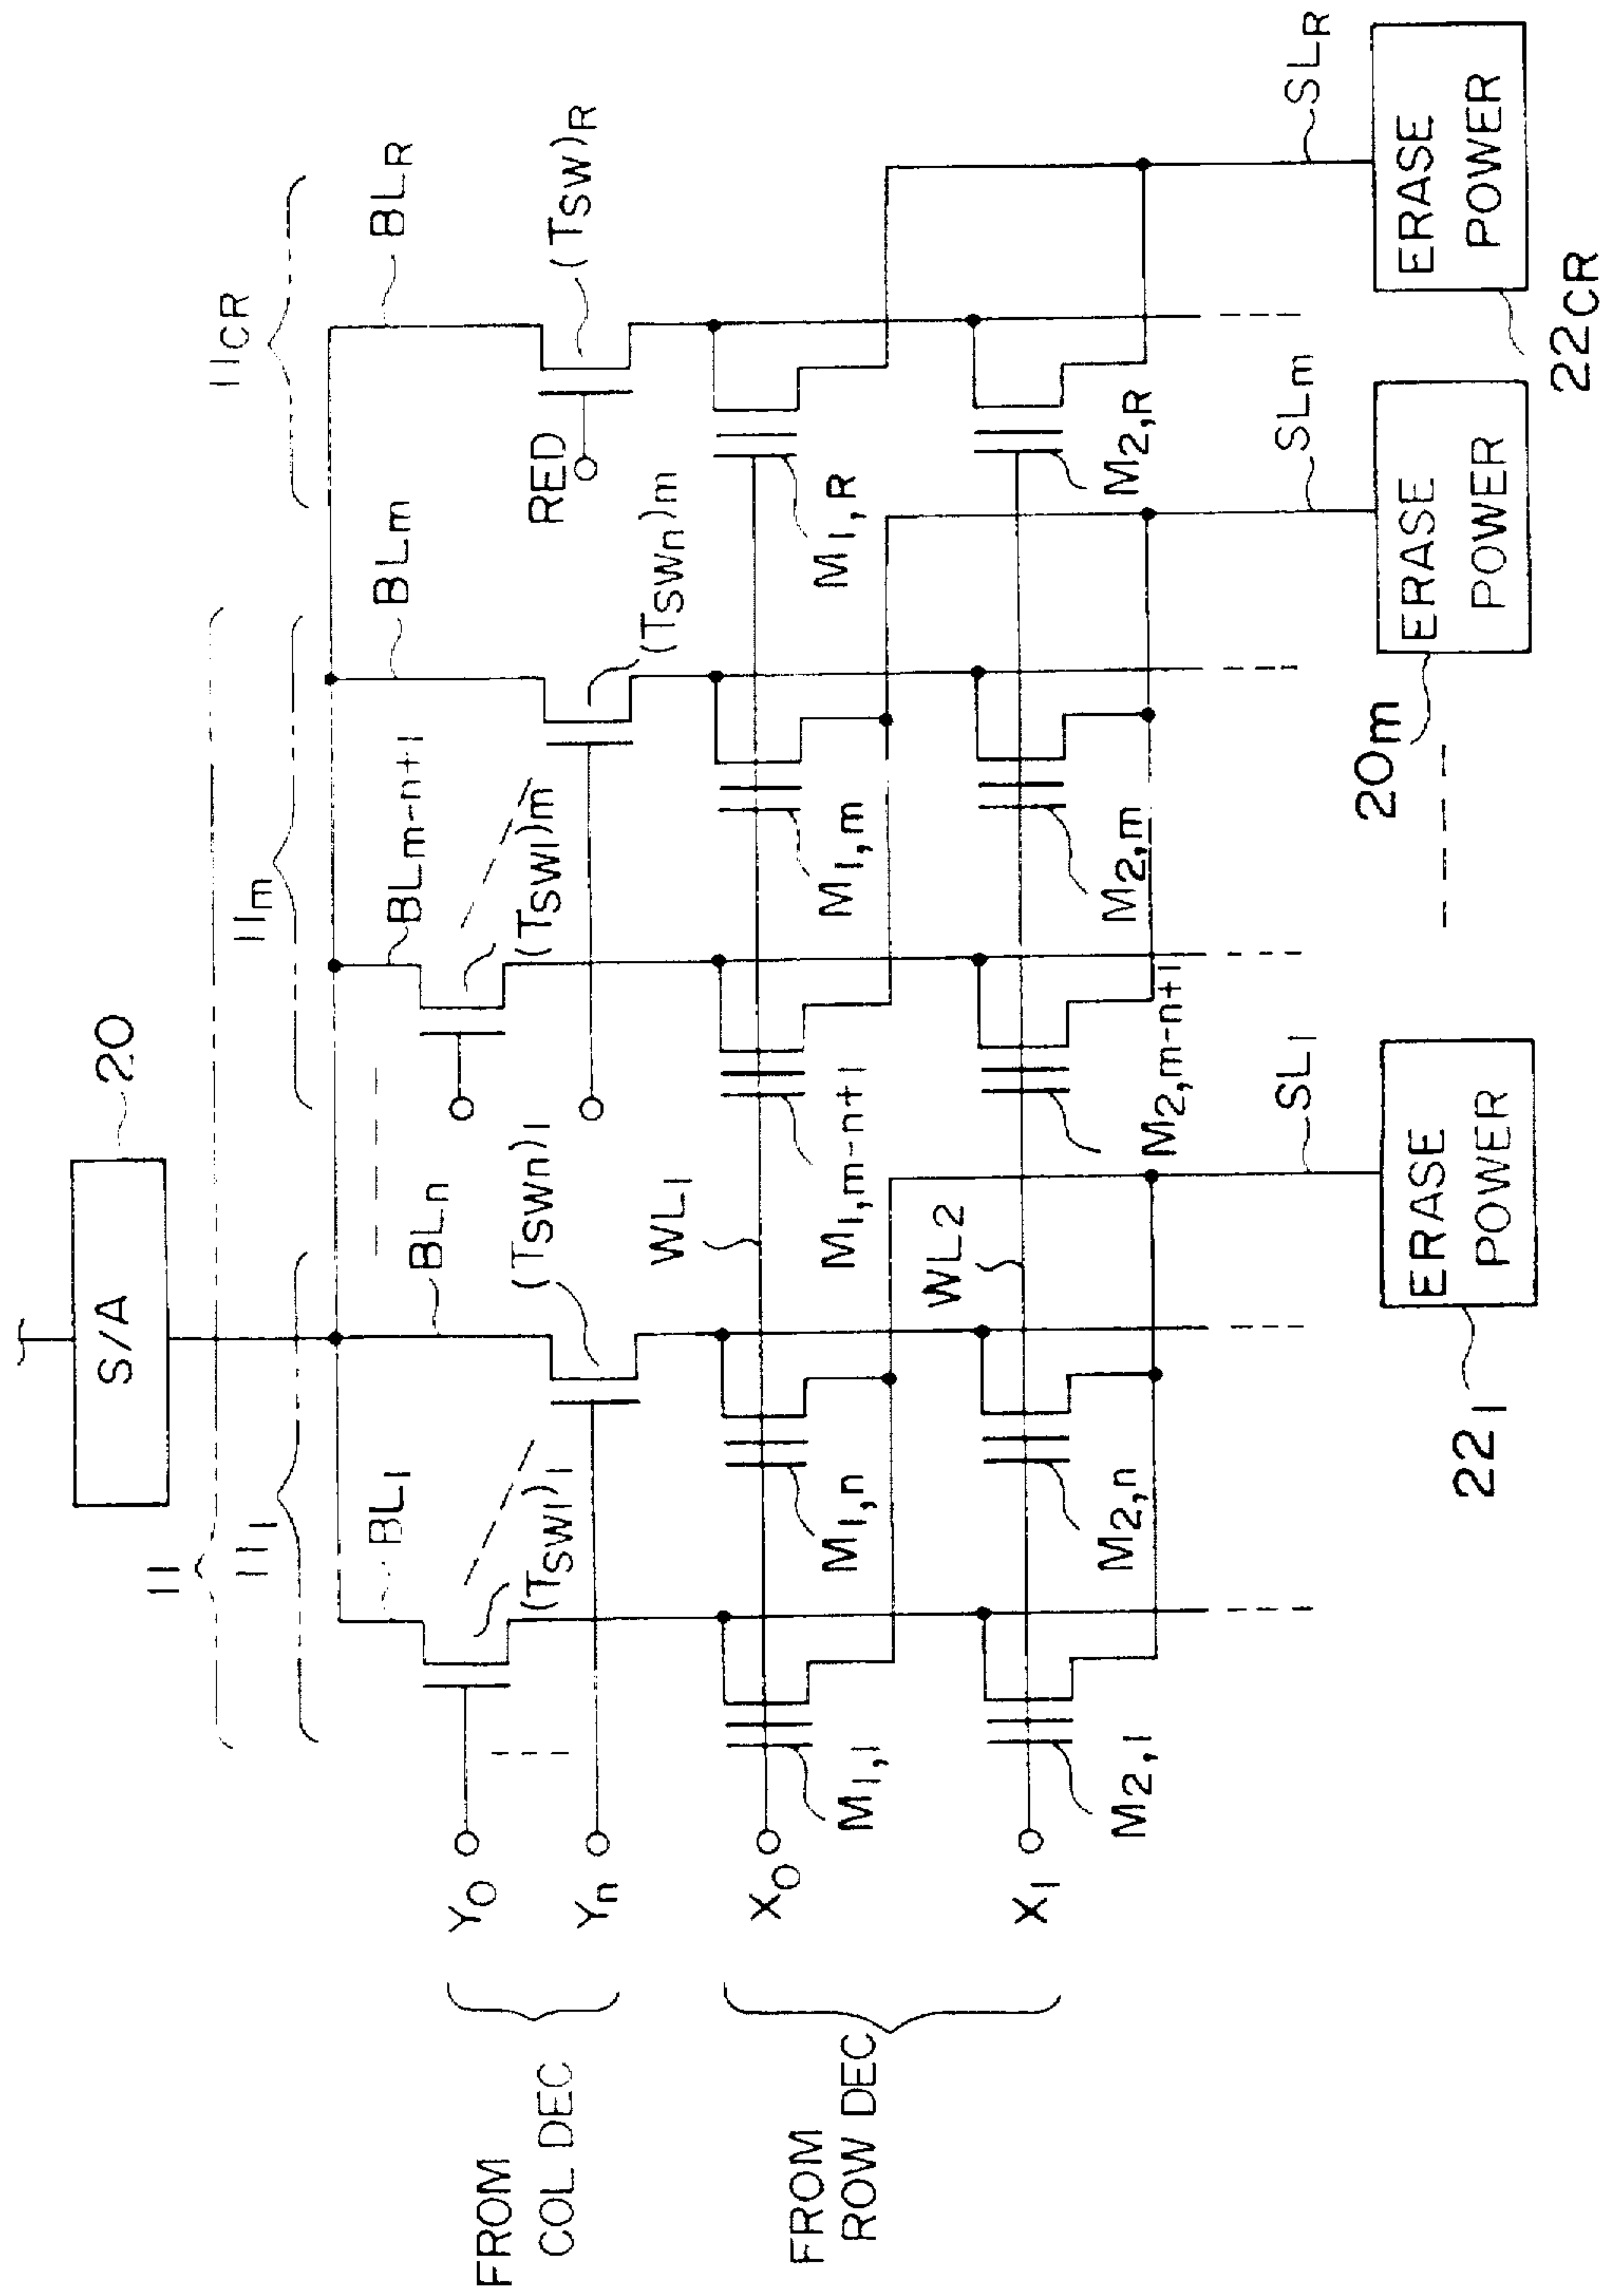 S/A
20
11
11₁
11m
11CR
BL₁
BLn
BLm-n+1
BLm
BLR
(TSW1)₁
(TSWn)₁
(TSW1)m
(TSWn)m
(TSW)R
RED
FROM
COL DEC
Y₀
Yn
FROM
ROW DEC
X₀
X₁
WL₁
WL2
M₁,₁
M₁,n
M₁,m-n+1
M₁,m
M₁,R
M₂,₁
M₂,n
M₂,m-n+1
M₂,m
M₂,R
SL₁
SLm
SLR
ERASE
POWER
22₁
ERASE
POWER
20m
ERASE
POWER
22CR